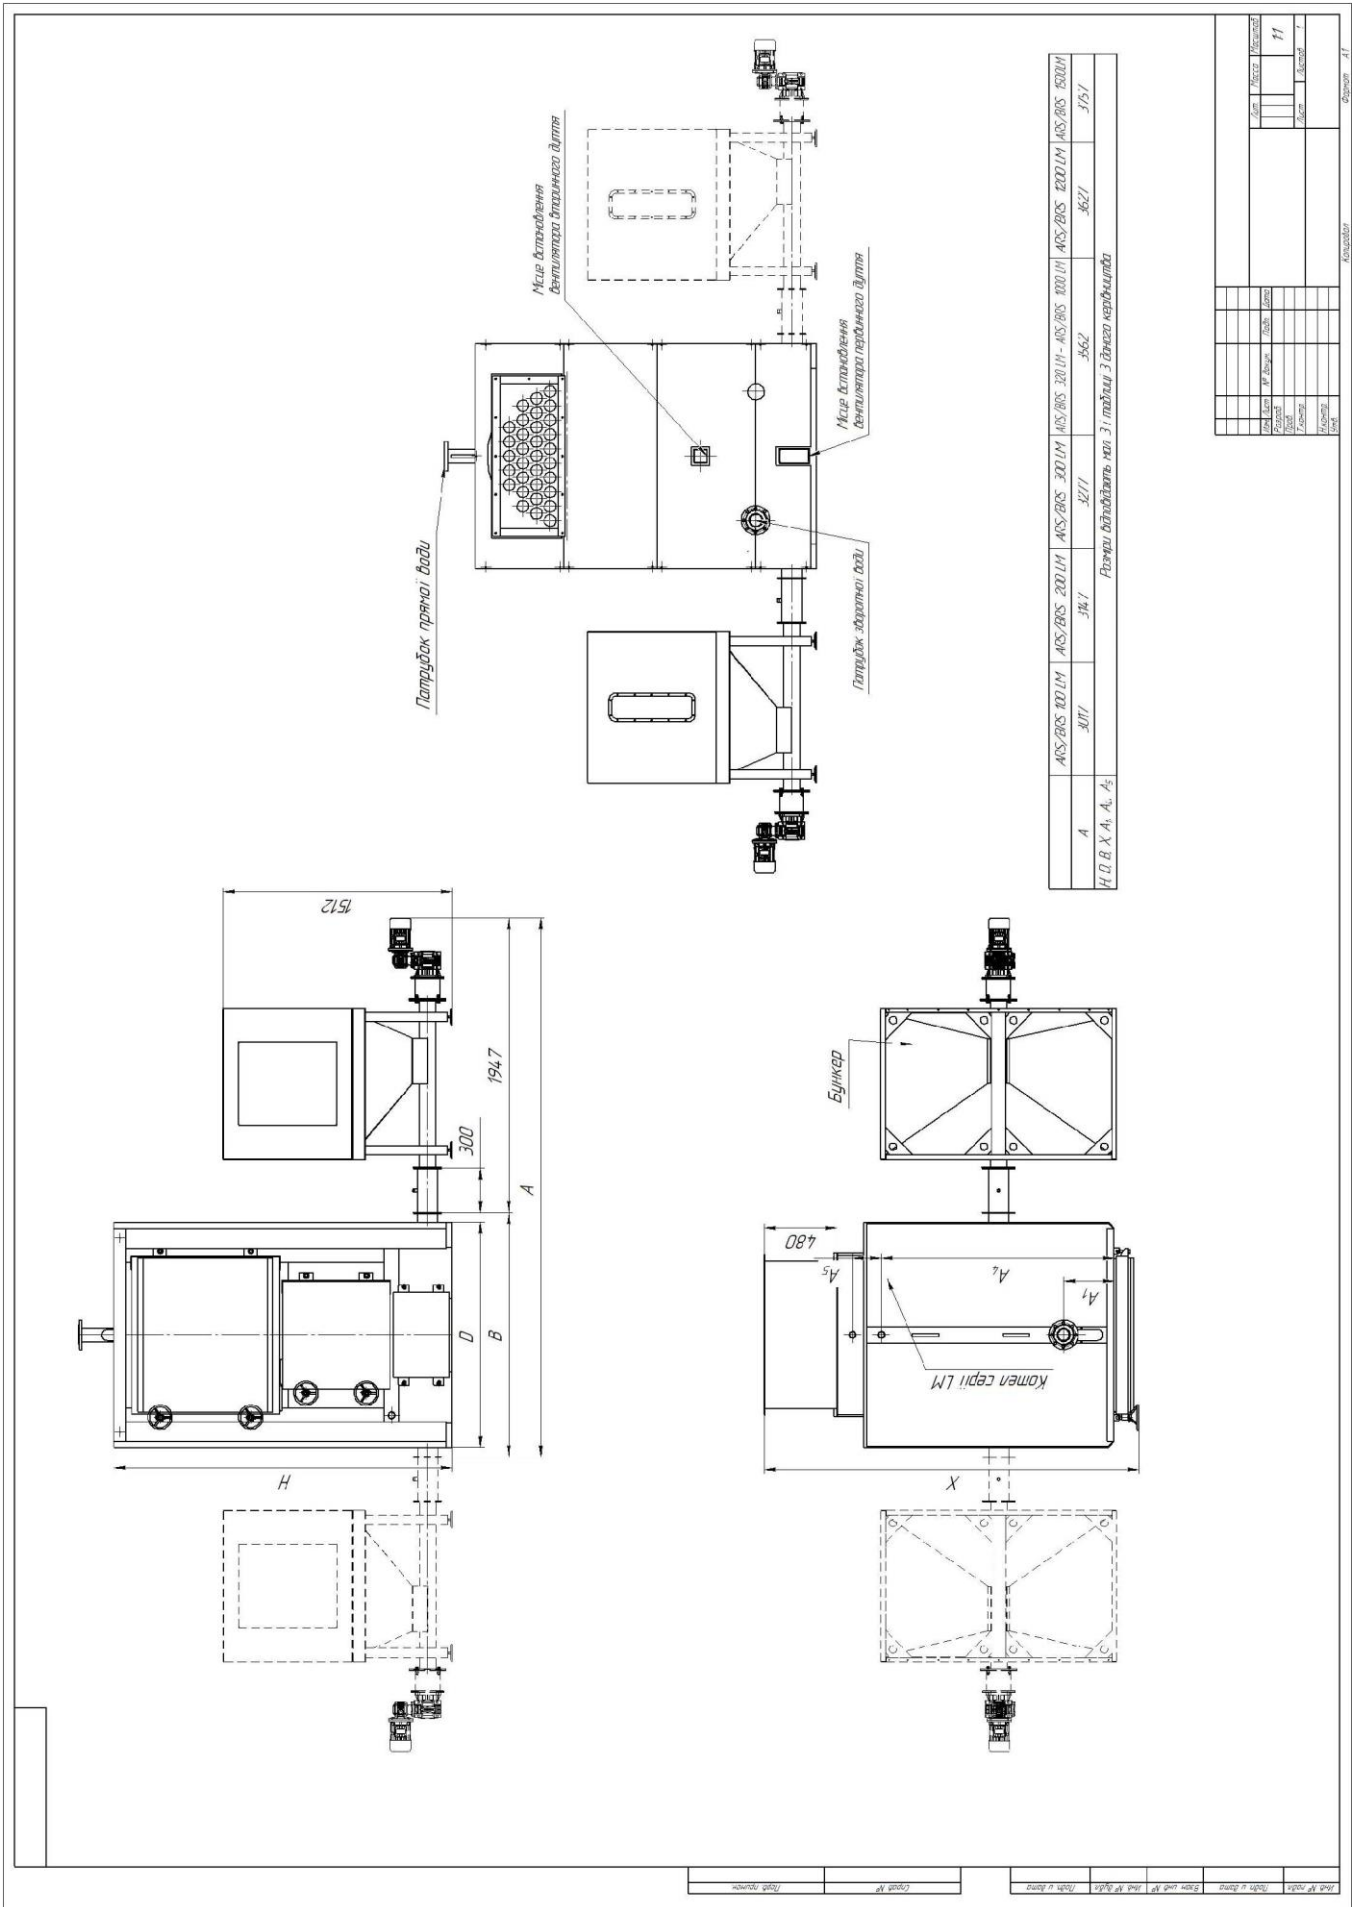 Патрубок прямої води
Місце встановлення
вентилятора вторинного дуття
Місце встановлення
вентилятора первинного дуття
Патрубок зворотної води
1512
1947
300
A
D
B
H
Бункер
480
A₅
A₄
A₁
Котел серії LM
X
ARS/BRS 100 LM ARS/BRS 200 LM ARS/BRS 300 LM ARS/BRS 320 LM - ARS/BRS 1000 LM ARS/BRS 1200 LM ARS/BRS 1500LM
A 3017 3147 3277 3562 3627 3757
H, D, B, X, A₁, A₄, A₅ Розміри відповідають мал. 3 і таблиці 3 даного керівництва
Лит. Масса Масштаб
1:1
Лист Листов 1
Изм. Лист № докум. Подп. Дата
Разраб.
Пров.
Т.контр.
Н.контр.
Утв.
Копировал Формат А1
Перв. примен.
Справ. №
Подп. и дата
Инв. № дубл.
Взам. инв. №
Подп. и дата
Инв. № подл.